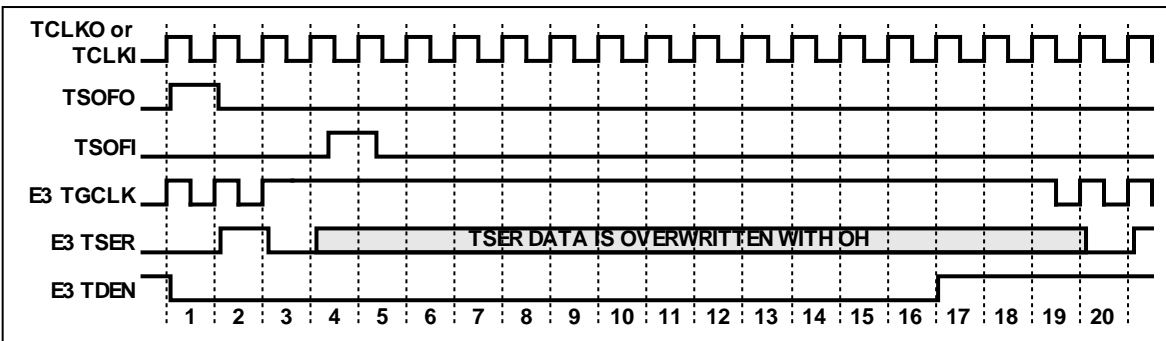 TCLKO or
TCLKI
TSOFO
TSOFI
E3 TGCLK
E3 TSER
TSER DATA IS OVERWRITTEN WITH OH
E3 TDEN
1 2 3 4 5 6 7 8 9 10 11 12 13 14 15 16 17 18 19 20